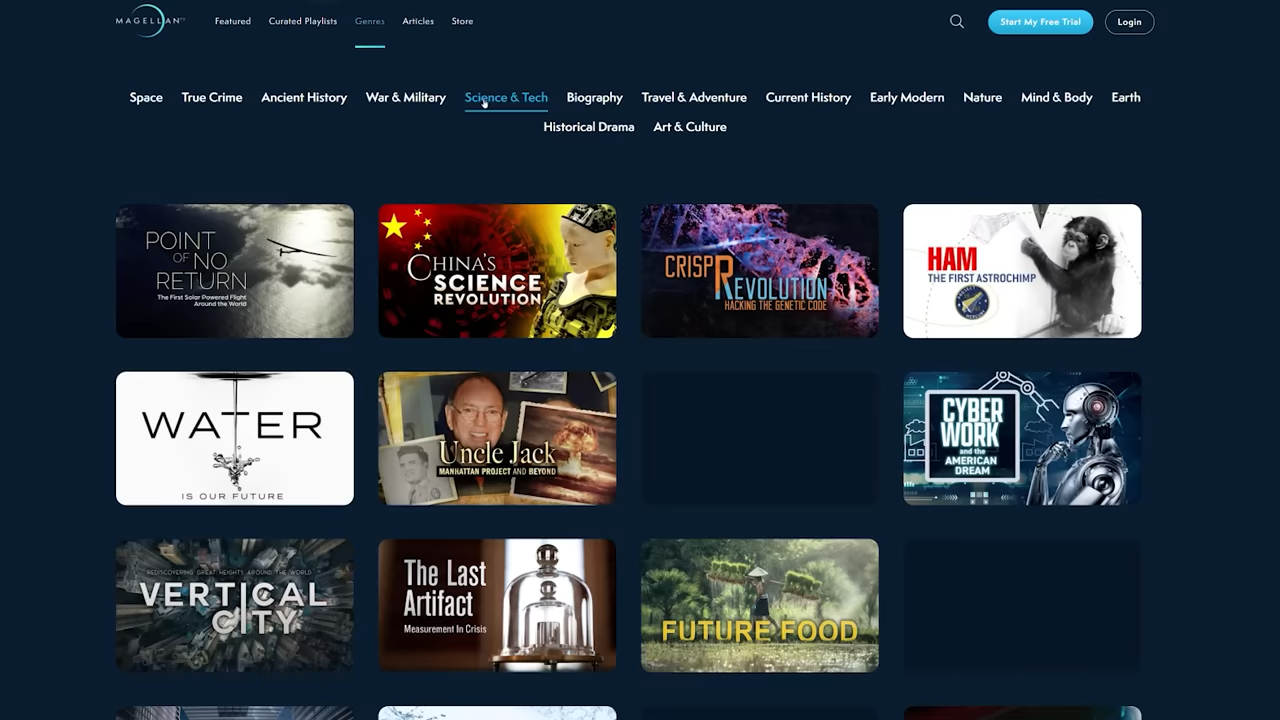 MAGELLAN TV
Featured
Curated Playlists
Genres
Articles
Store
Start My Free Trial
Login
Space
True Crime
Ancient History
War & Military
Science & Tech
Biography
Travel & Adventure
Current History
Early Modern
Nature
Mind & Body
Earth
Historical Drama
Art & Culture
POINT
OF NO
RETURN
The First Solar Powered Flight
Around the World
CHINA'S
SCIENCE
REVOLUTION
CRISPR
REVOLUTION
HACKING THE GENETIC CODE
HAM
THE FIRST ASTROCHIMP
WATER
IS OUR FUTURE
Uncle Jack
MANHATTAN PROJECT AND BEYOND
CYBER
WORK
and the
AMERICAN
DREAM
REDISCOVERING GREAT HEIGHTS AROUND THE WORLD
VERTICAL
CITY
The Last
Artifact
Measurement In Crisis
FUTURE FOOD